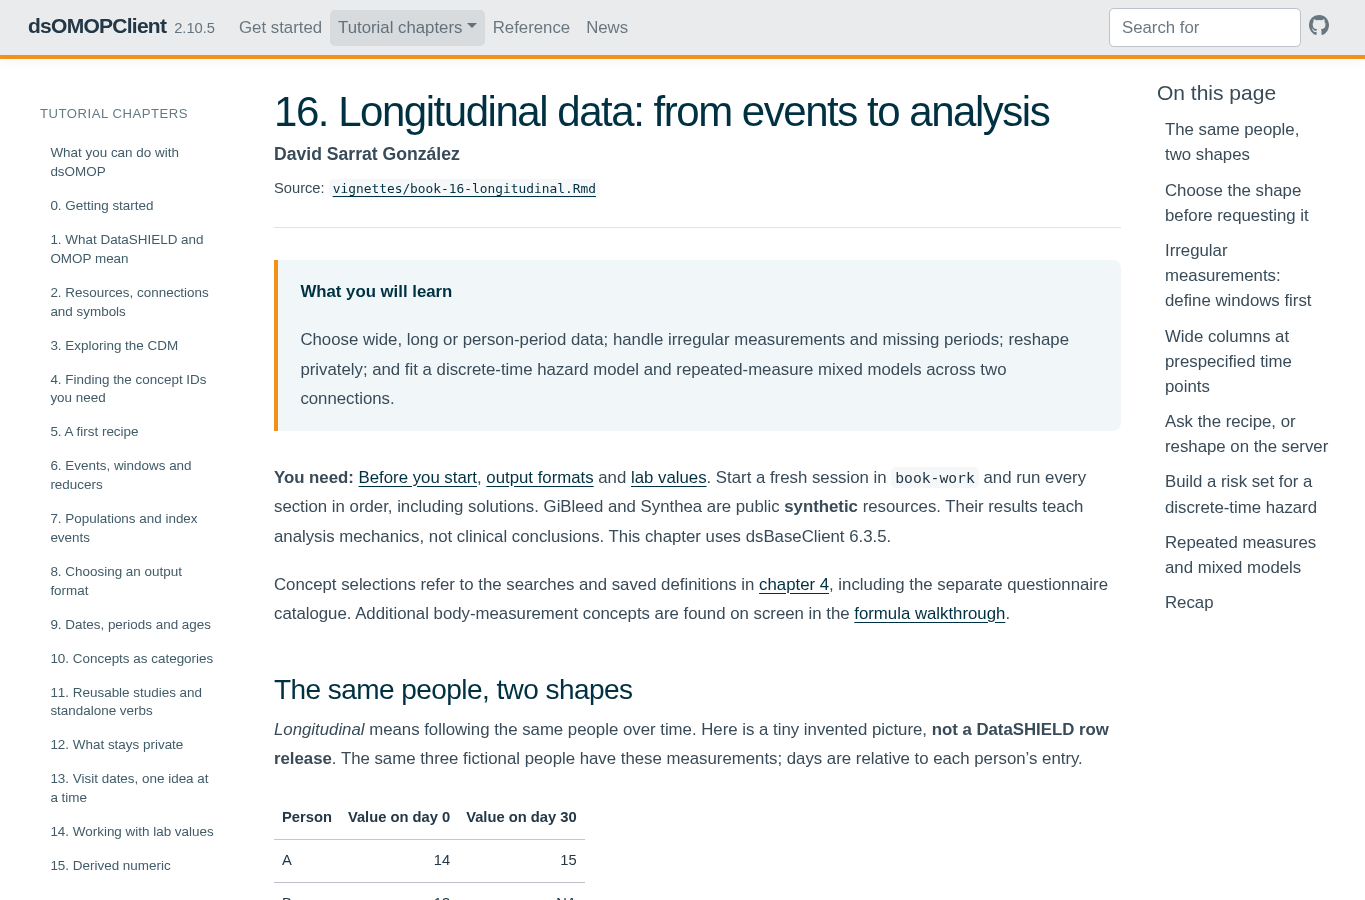 dsOMOPClient 2.10.5 Get started Tutorial chapters Reference News Search for
TUTORIAL CHAPTERS
What you can do with
dsOMOP
0. Getting started
1. What DataSHIELD and
OMOP mean
2. Resources, connections
and symbols
3. Exploring the CDM
4. Finding the concept IDs
you need
5. A first recipe
6. Events, windows and
reducers
7. Populations and index
events
8. Choosing an output
format
9. Dates, periods and ages
10. Concepts as categories
11. Reusable studies and
standalone verbs
12. What stays private
13. Visit dates, one idea at
a time
14. Working with lab values
15. Derived numeric
16. Longitudinal data: from events to analysis
David Sarrat González
Source: vignettes/book-16-longitudinal.Rmd
What you will learn
Choose wide, long or person-period data; handle irregular measurements and missing periods; reshape
privately; and fit a discrete-time hazard model and repeated-measure mixed models across two
connections.
You need: Before you start, output formats and lab values. Start a fresh session in book-work and run every
section in order, including solutions. GiBleed and Synthea are public synthetic resources. Their results teach
analysis mechanics, not clinical conclusions. This chapter uses dsBaseClient 6.3.5.
Concept selections refer to the searches and saved definitions in chapter 4, including the separate questionnaire
catalogue. Additional body-measurement concepts are found on screen in the formula walkthrough.
The same people, two shapes
Longitudinal means following the same people over time. Here is a tiny invented picture, not a DataSHIELD row
release. The same three fictional people have these measurements; days are relative to each person’s entry.
Person Value on day 0 Value on day 30
A 14 15
On this page
The same people,
two shapes
Choose the shape
before requesting it
Irregular
measurements:
define windows first
Wide columns at
prespecified time
points
Ask the recipe, or
reshape on the server
Build a risk set for a
discrete-time hazard
Repeated measures
and mixed models
Recap